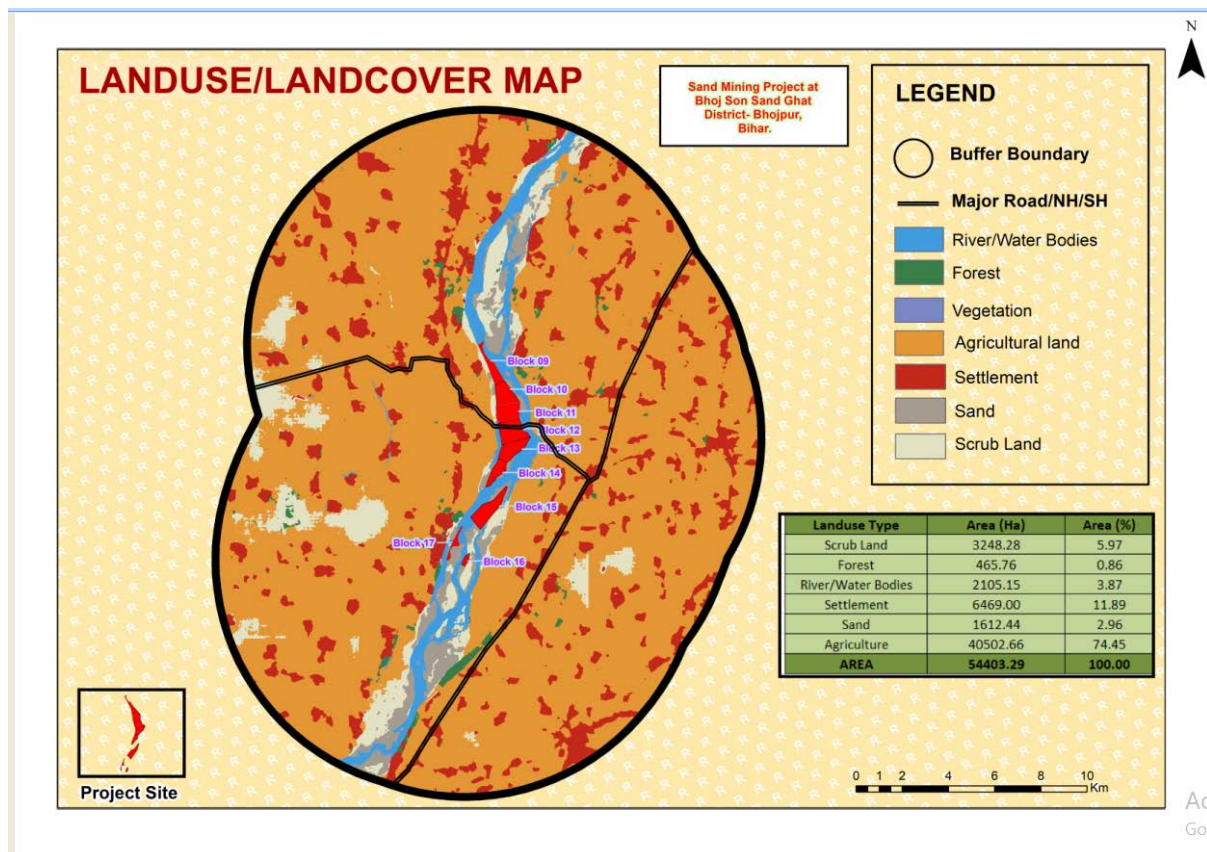 N
LANDUSE/LANDCOVER MAP
Sand Mining Project at
Bhoj Son Sand Ghat
District- Bhojpur,
Bihar.
LEGEND
Buffer Boundary
Major Road/NH/SH
River/Water Bodies
Forest
Vegetation
Agricultural land
Settlement
Sand
Scrub Land
Block 09
Block 10
Block 11
lock 12
Block 13
Block 14
Block 15
Block 17
Block 16
Landuse Type Area (Ha) Area (%)
Scrub Land 3248.28 5.97
Forest 465.76 0.86
River/Water Bodies 2105.15 3.87
Settlement 6469.00 11.89
Sand 1612.44 2.96
Agriculture 40502.66 74.45
AREA 54403.29 100.00
Project Site
0 1 2 4 6 8 10
Km
Ac
Go